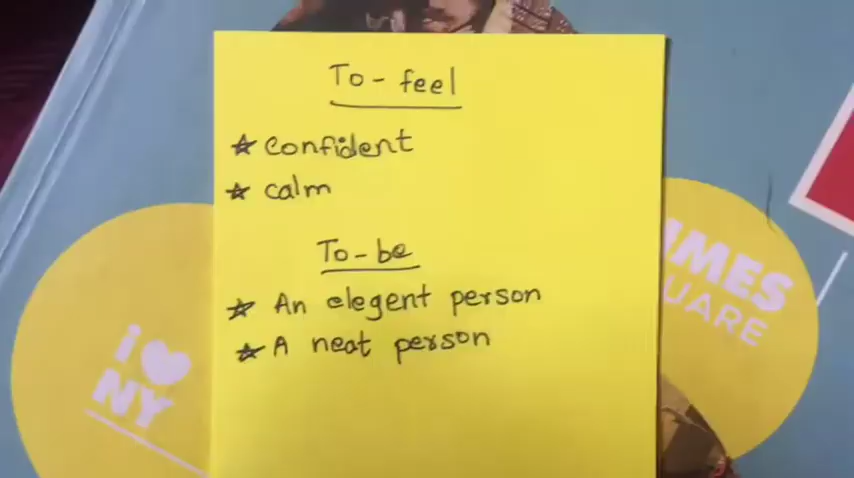 To - feel
☆ confident
☆ calm
To - be
☆ An elegent person
☆ A neat person
i ♥
NY
IMES
UARE